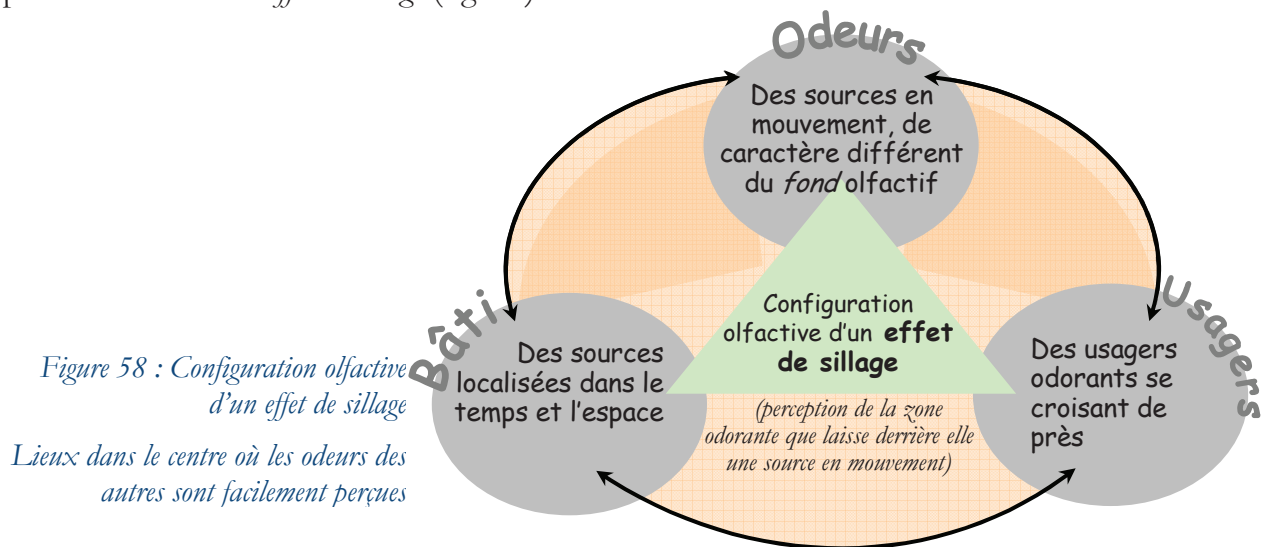 Odeurs
Des sources en
mouvement, de
caractère différent
du fond olfactif
Bâti
Des sources
localisées dans le
temps et l'espace
Configuration
olfactive d'un effet
de sillage
(perception de la zone
odorante que laisse derrière elle
une source en mouvement)
Usagers
Des usagers
odorants se
croisant de
près
Figure 58 : Configuration olfactive
d'un effet de sillage
Lieux dans le centre où les odeurs des
autres sont facilement perçues